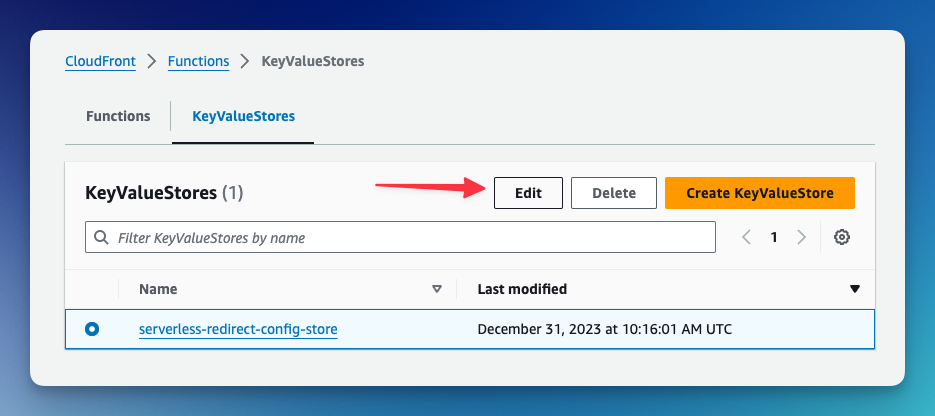 CloudFront > Functions > KeyValueStores
Functions KeyValueStores
KeyValueStores (1) Edit Delete Create KeyValueStore
Filter KeyValueStores by name 1
Name Last modified
serverless-redirect-config-store December 31, 2023 at 10:16:01 AM UTC